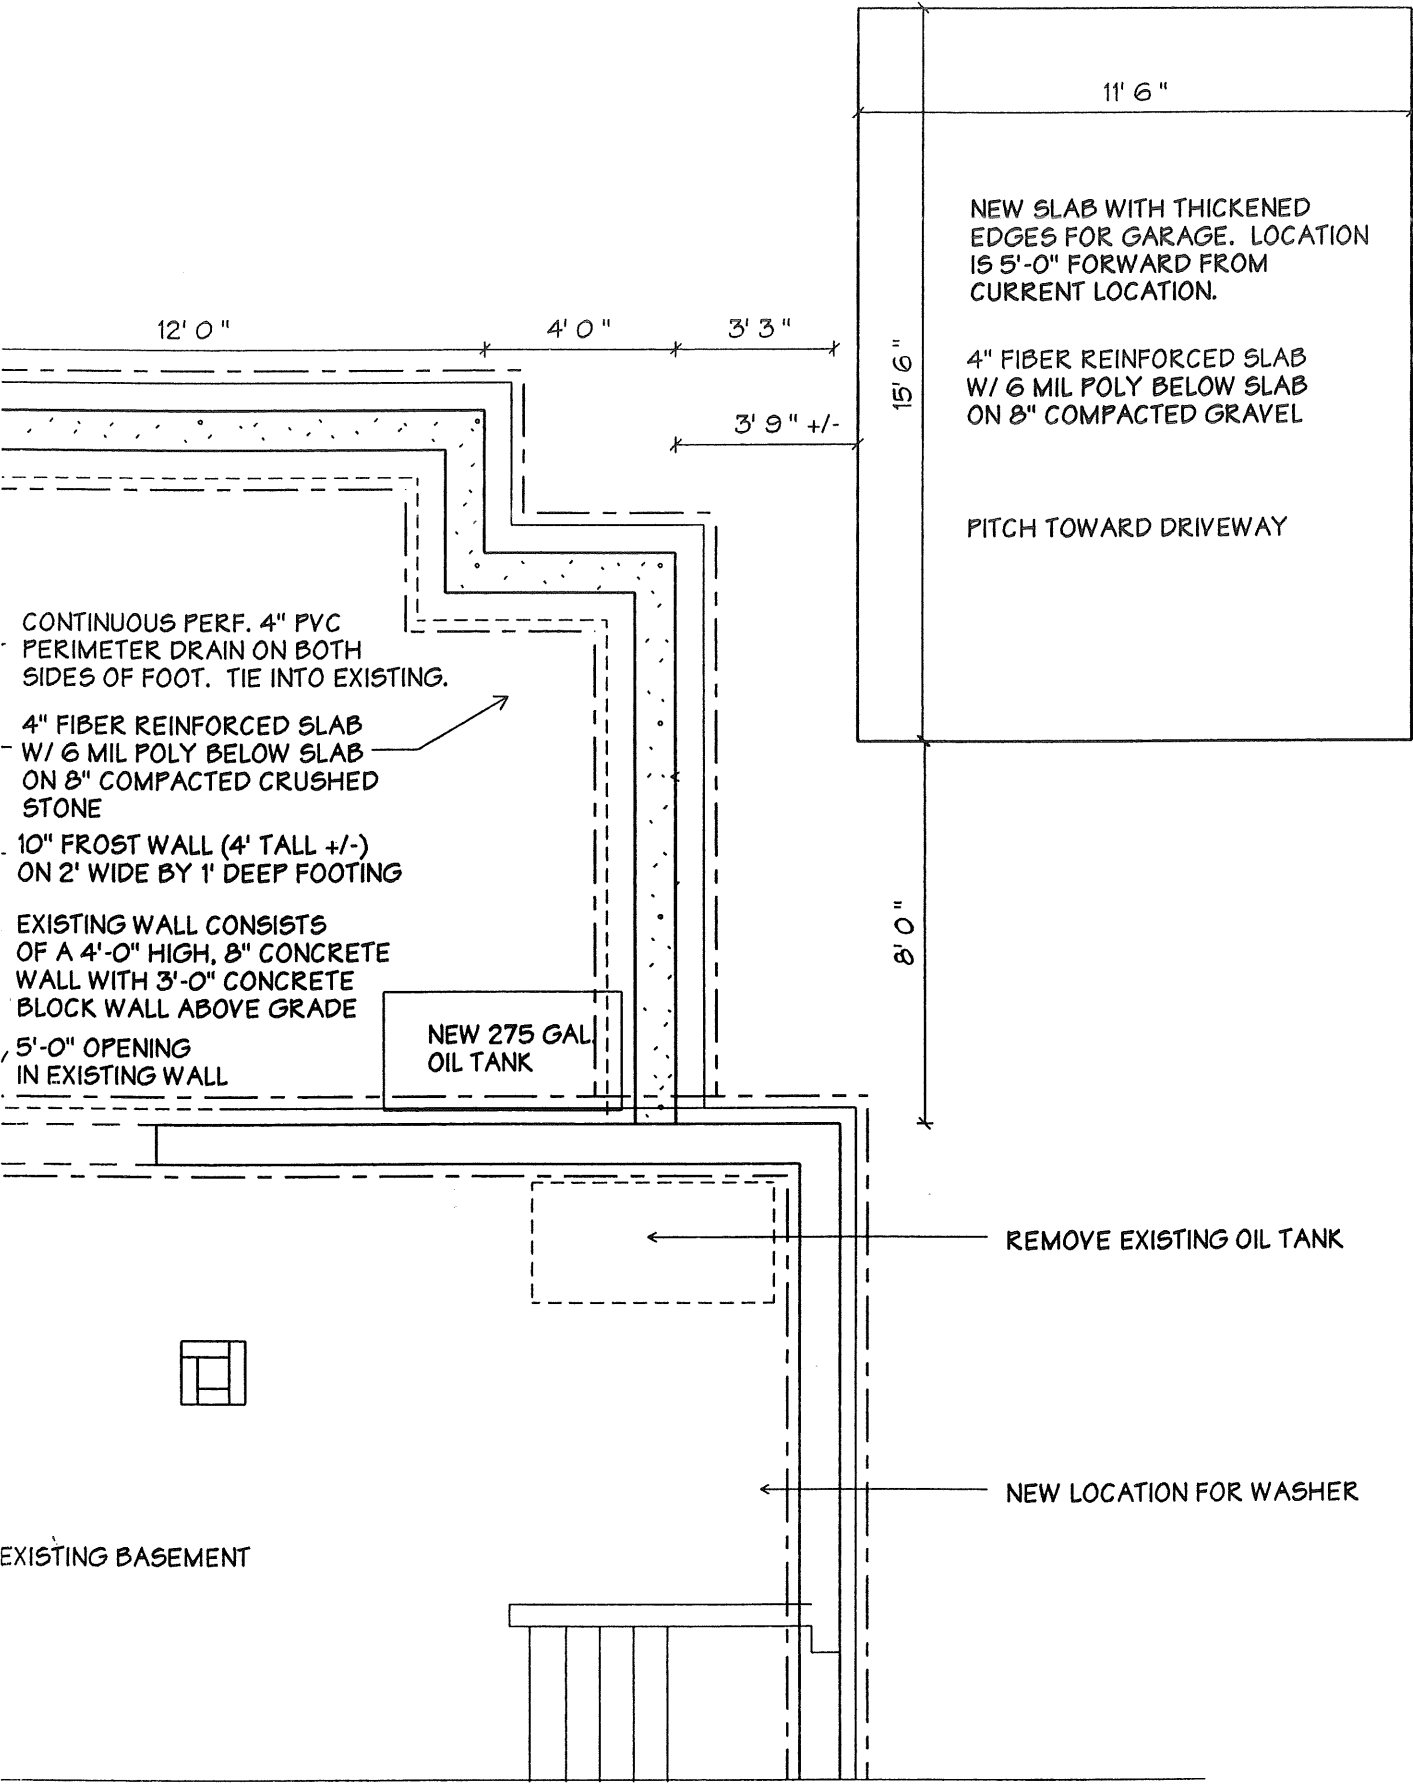 11' 6"
NEW SLAB WITH THICKENED
EDGES FOR GARAGE. LOCATION
IS 5'-0" FORWARD FROM
CURRENT LOCATION.
12' 0"
4' 0"
3' 3"
15' 6"
4" FIBER REINFORCED SLAB
W/ 6 MIL POLY BELOW SLAB
ON 8" COMPACTED GRAVEL
3' 9" +/-
PITCH TOWARD DRIVEWAY
CONTINUOUS PERF. 4" PVC
PERIMETER DRAIN ON BOTH
SIDES OF FOOT. TIE INTO EXISTING.
4" FIBER REINFORCED SLAB
W/ 6 MIL POLY BELOW SLAB
ON 8" COMPACTED CRUSHED
STONE
10" FROST WALL (4' TALL +/-)
ON 2' WIDE BY 1' DEEP FOOTING
EXISTING WALL CONSISTS
OF A 4'-0" HIGH, 8" CONCRETE
WALL WITH 3'-0" CONCRETE
BLOCK WALL ABOVE GRADE
8' 0"
5'-0" OPENING
IN EXISTING WALL
NEW 275 GAL
OIL TANK
REMOVE EXISTING OIL TANK
NEW LOCATION FOR WASHER
EXISTING BASEMENT